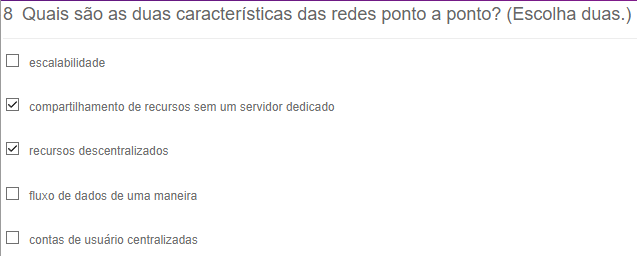 8 Quais são as duas características das redes ponto a ponto? (Escolha duas.)
escalabilidade
compartilhamento de recursos sem um servidor dedicado
recursos descentralizados
fluxo de dados de uma maneira
contas de usuário centralizadas